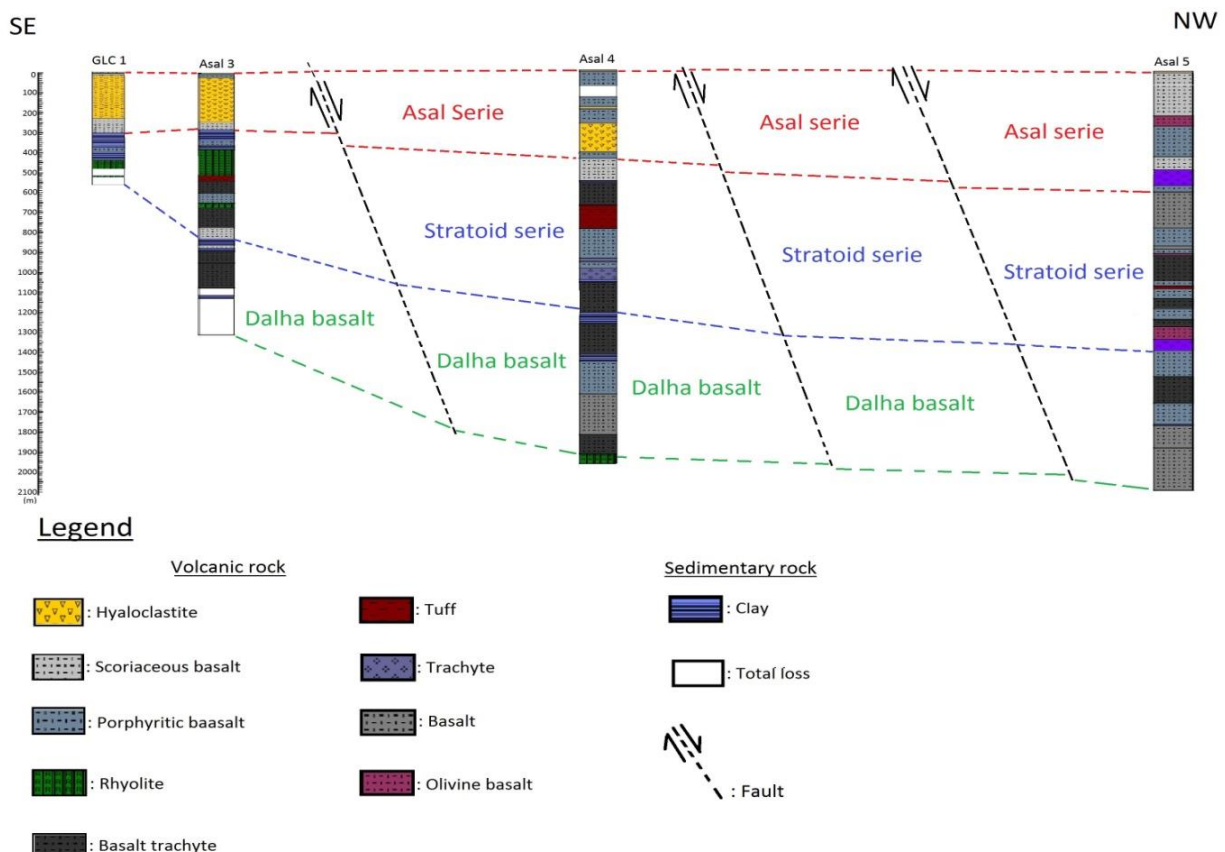 SE
NW
GLC 1
Asal 3
Asal 4
Asal 5
0
100
200
300
400
500
600
700
800
900
1000
1100
1200
1300
1400
1500
1600
1700
1800
1900
2000
2100
(m)
Asal Serie
Asal serie
Asal serie
Stratoid serie
Stratoid serie
Stratoid serie
Dalha basalt
Dalha basalt
Dalha basalt
Dalha basalt
Legend
Volcanic rock
: Hyaloclastite
: Scoriaceous basalt
: Porphyritic baasalt
: Rhyolite
: Basalt trachyte
: Tuff
: Trachyte
: Basalt
: Olivine basalt
Sedimentary rock
: Clay
: Total loss
: Fault